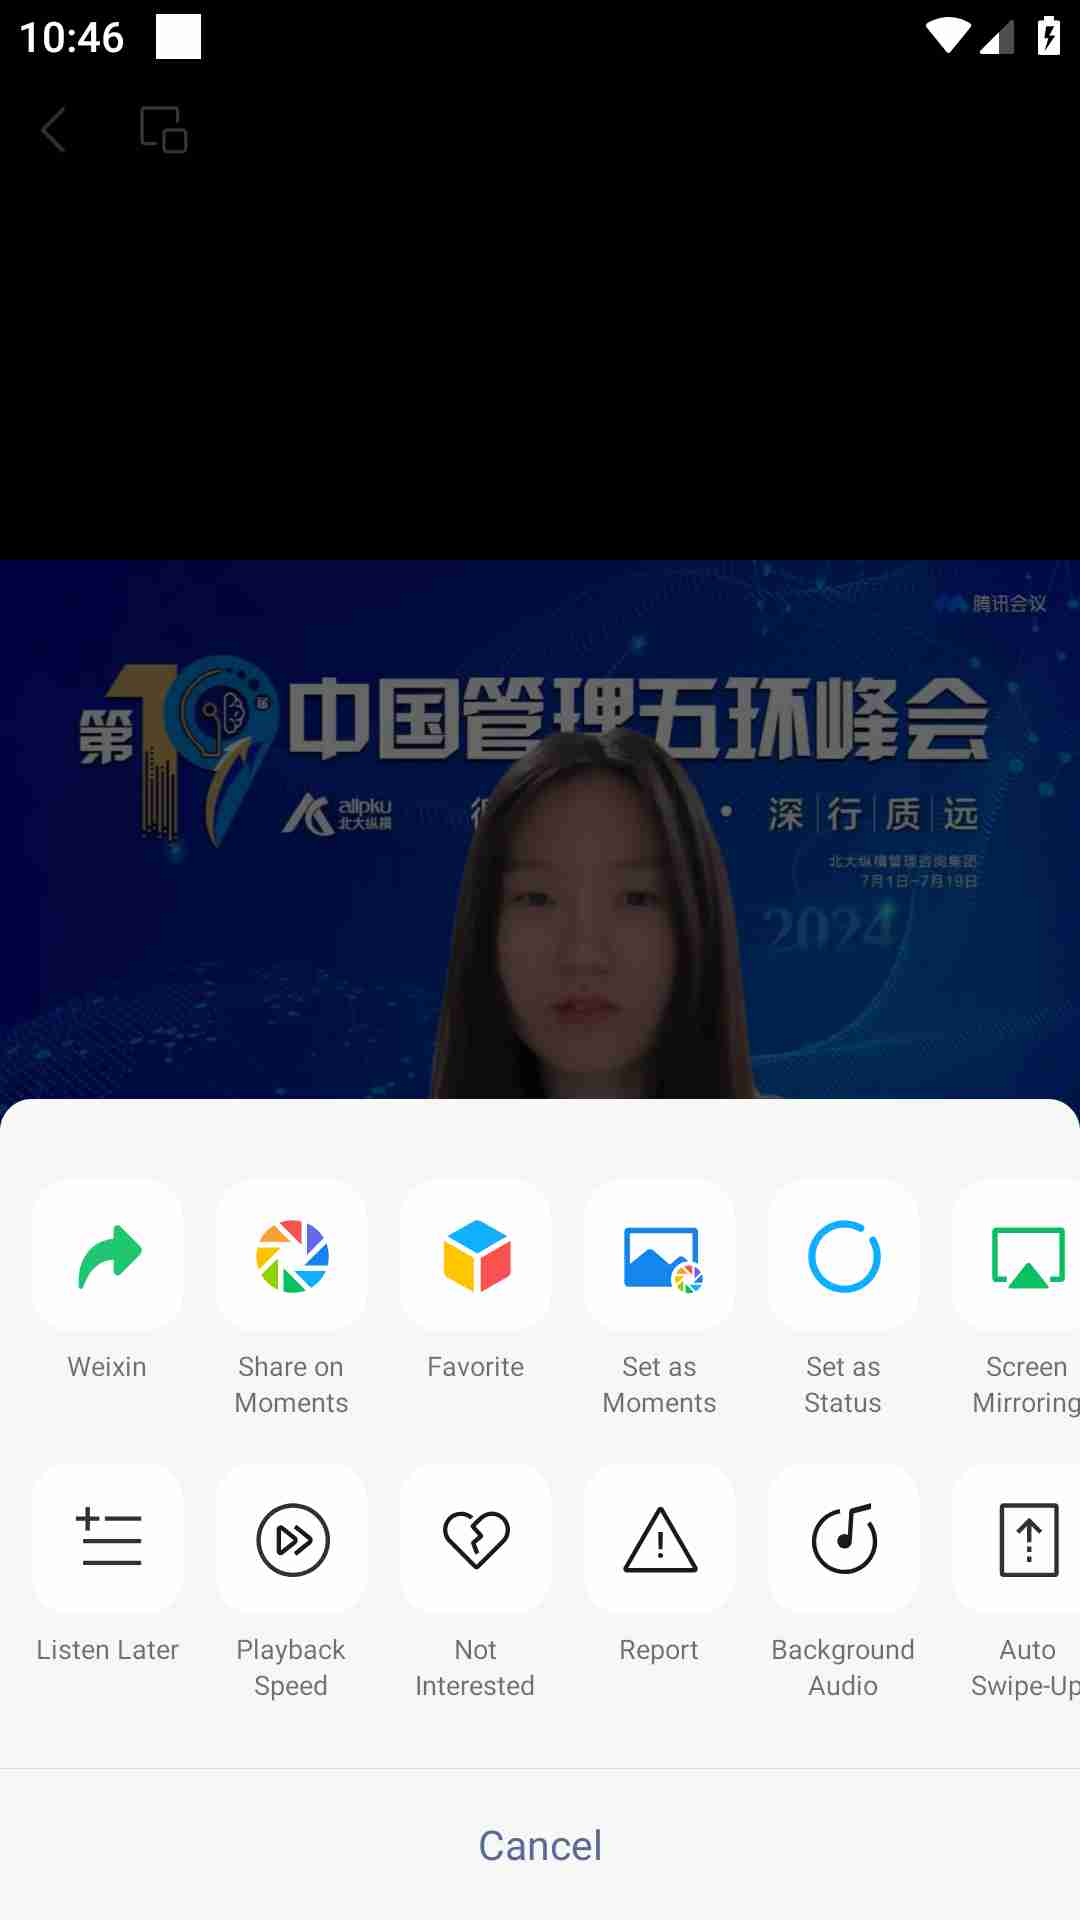 10:46
腾讯会议
第19
中国管理五环峰会
allpku
北大纵横
深行质远
北大纵横管理咨询集团
7月1日-7月19日
2024
Weixin
Share on
Moments
Favorite
Set as
Moments
Set as
Status
Screen
Mirroring
Listen Later
Playback
Speed
Not
Interested
Report
Background
Audio
Auto
Swipe-Up
Cancel